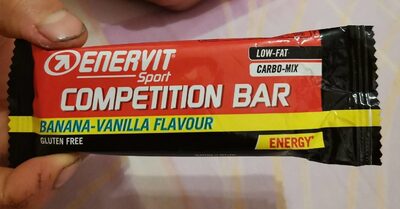 ENERVIT
Sport
LOW-FAT
CARBO-MIX
COMPETITION BAR
BANANA-VANILLA FLAVOUR
GLUTEN FREE
ENERGY*